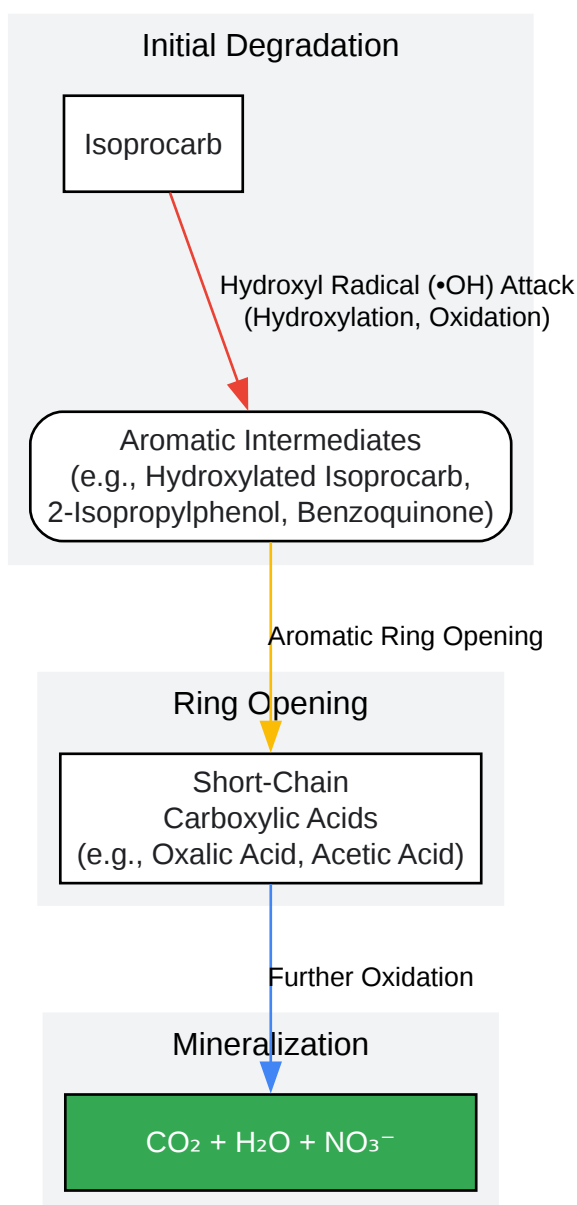 Initial Degradation
Isoprocarb
Hydroxyl Radical (•OH) Attack
(Hydroxylation, Oxidation)
Aromatic Intermediates
(e.g., Hydroxylated Isoprocarb,
2-Isopropylphenol, Benzoquinone)
Aromatic Ring Opening
Ring Opening
Short-Chain
Carboxylic Acids
(e.g., Oxalic Acid, Acetic Acid)
Further Oxidation
Mineralization
CO₂ + H₂O + NO₃⁻